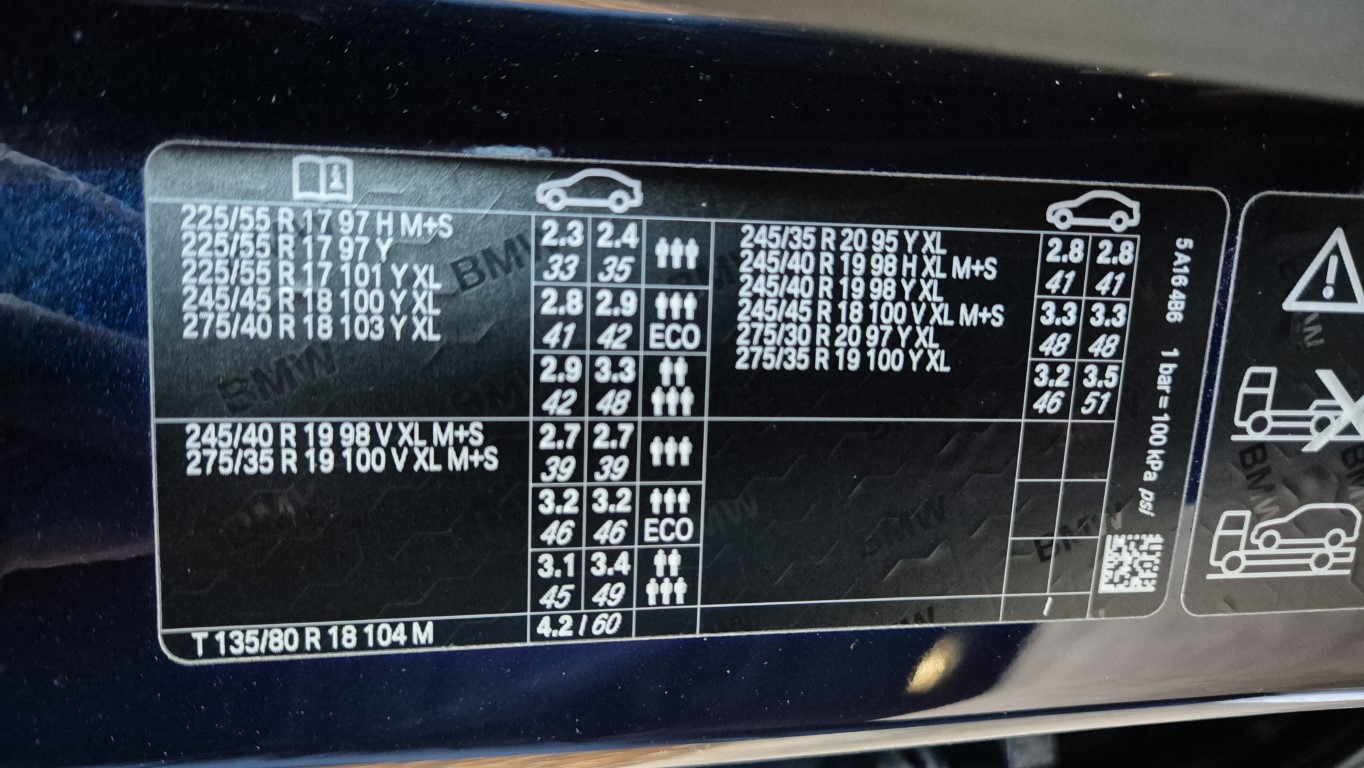 225/55 R 17 97 H M+S
225/55 R 17 97 Y
225/55 R 17 101 Y XL
245/45 R 18 100 Y XL
275/40 R 18 103 Y XL
2.3 2.4
33 35
2.8 2.9
41 42 ECO
2.9 3.3
42 48
245/35 R 20 95 Y XL
245/40 R 19 98 H XL M+S
245/40 R 19 98 Y XL
245/45 R 18 100 V XL M+S
275/30 R 20 97 Y XL
275/35 R 19 100 Y XL
2.8 2.8
41 41
3.3 3.3
48 48
3.2 3.5
46 51
245/40 R 19 98 V XL M+S
275/35 R 19 100 V XL M+S
2.7 2.7
39 39
3.2 3.2
46 46 ECO
3.1 3.4
45 49
T 135/80 R 18 104 M
4.2 / 60
/
5 A16 4B6 1 bar = 100 kPa psi
BMW
BMW
BMW
BMW
BMW
BMW
BMW